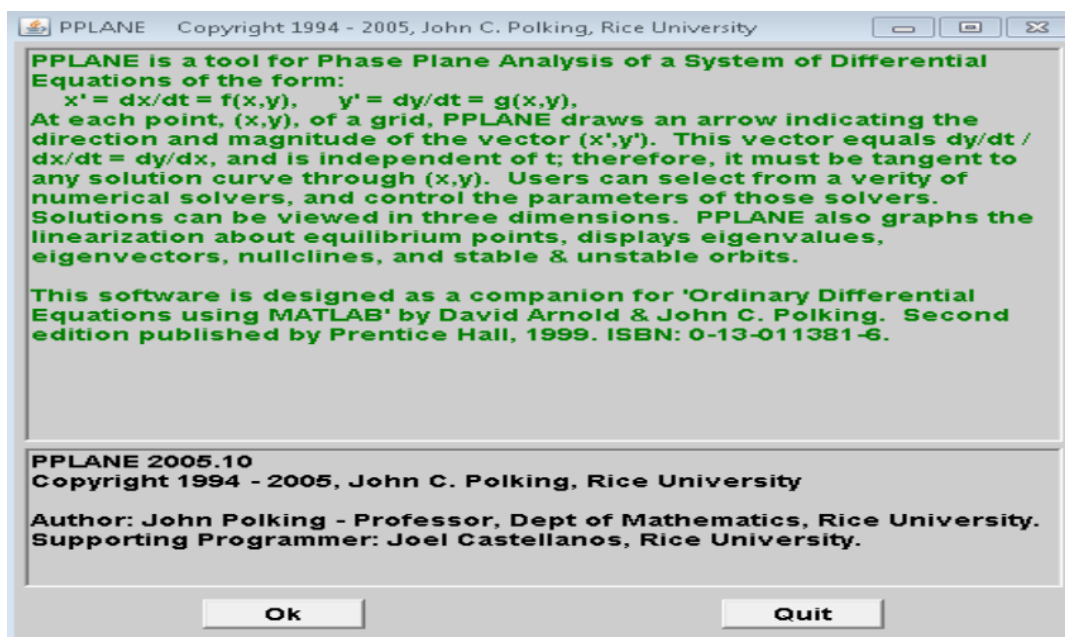 PPLANE Copyright 1994 - 2005, John C. Polking, Rice University
PPLANE is a tool for Phase Plane Analysis of a System of Differential
Equations of the form:
x' = dx/dt = f(x,y), y' = dy/dt = g(x,y),
At each point, (x,y), of a grid, PPLANE draws an arrow indicating the
direction and magnitude of the vector (x',y'). This vector equals dy/dt /
dx/dt = dy/dx, and is independent of t; therefore, it must be tangent to
any solution curve through (x,y). Users can select from a verity of
numerical solvers, and control the parameters of those solvers.
Solutions can be viewed in three dimensions. PPLANE also graphs the
linearization about equilibrium points, displays eigenvalues,
eigenvectors, nullclines, and stable & unstable orbits.
This software is designed as a companion for 'Ordinary Differential
Equations using MATLAB' by David Arnold & John C. Polking. Second
edition published by Prentice Hall, 1999. ISBN: 0-13-011381-6.
PPLANE 2005.10
Copyright 1994 - 2005, John C. Polking, Rice University
Author: John Polking - Professor, Dept of Mathematics, Rice University.
Supporting Programmer: Joel Castellanos, Rice University.
Ok Quit